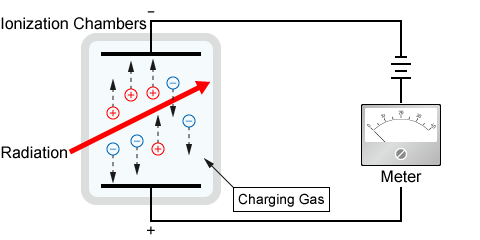 −
Ionization Chambers
Radiation
Meter
Charging Gas
+